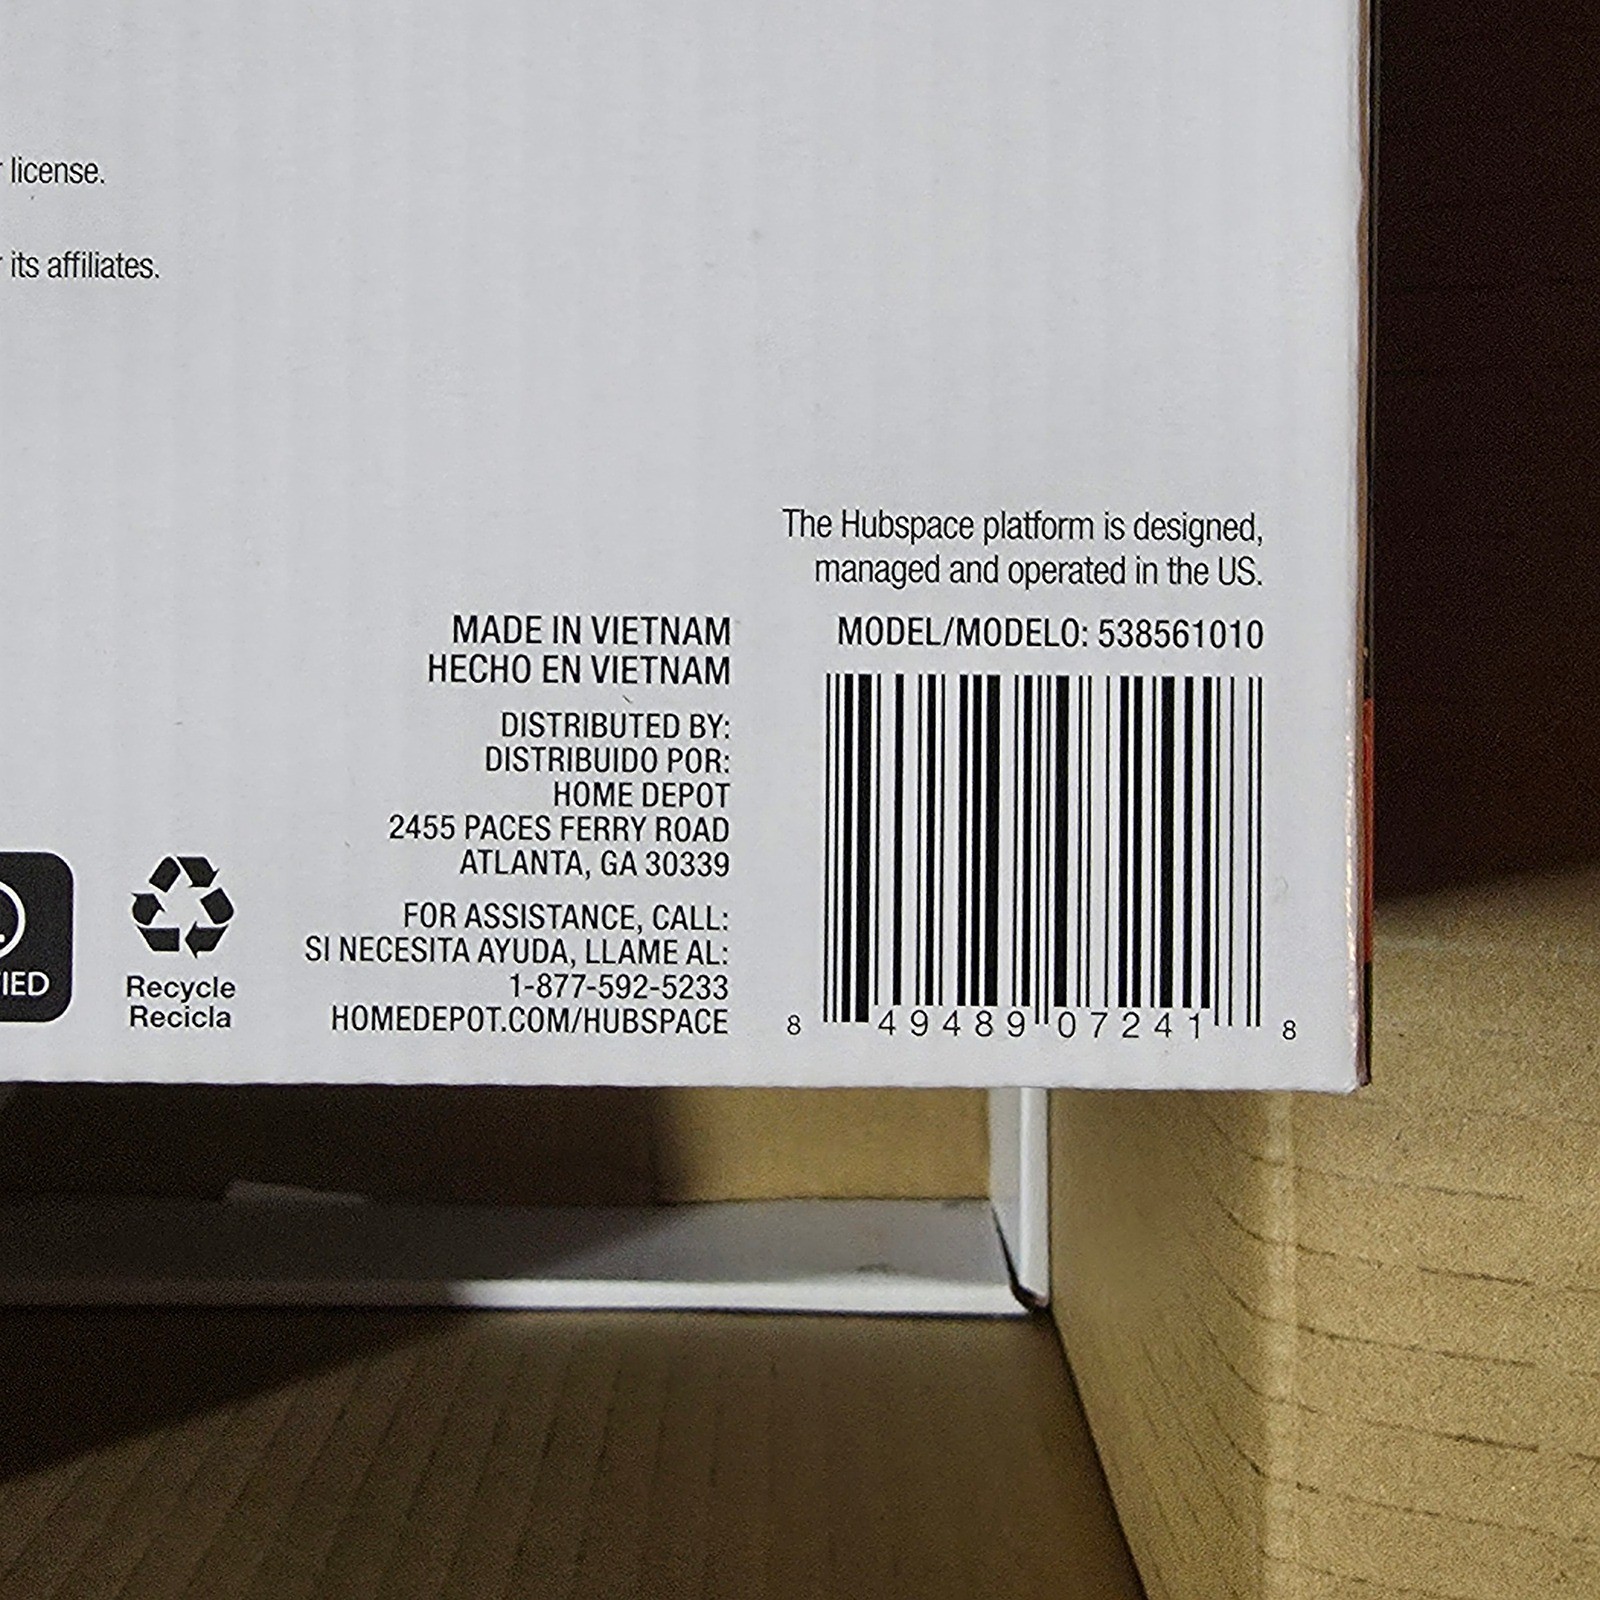 license.
its affiliates.
The Hubspace platform is designed,
managed and operated in the US.
MADE IN VIETNAM
HECHO EN VIETNAM
DISTRIBUTED BY:
DISTRIBUIDO POR:
HOME DEPOT
2455 PACES FERRY ROAD
ATLANTA, GA 30339
FOR ASSISTANCE, CALL:
SI NECESITA AYUDA, LLAME AL:
1-877-592-5233
HOMEDEPOT.COM/HUBSPACE
MODEL/MODELO: 538561010
8 49489 07241 8
Recycle
Recicla